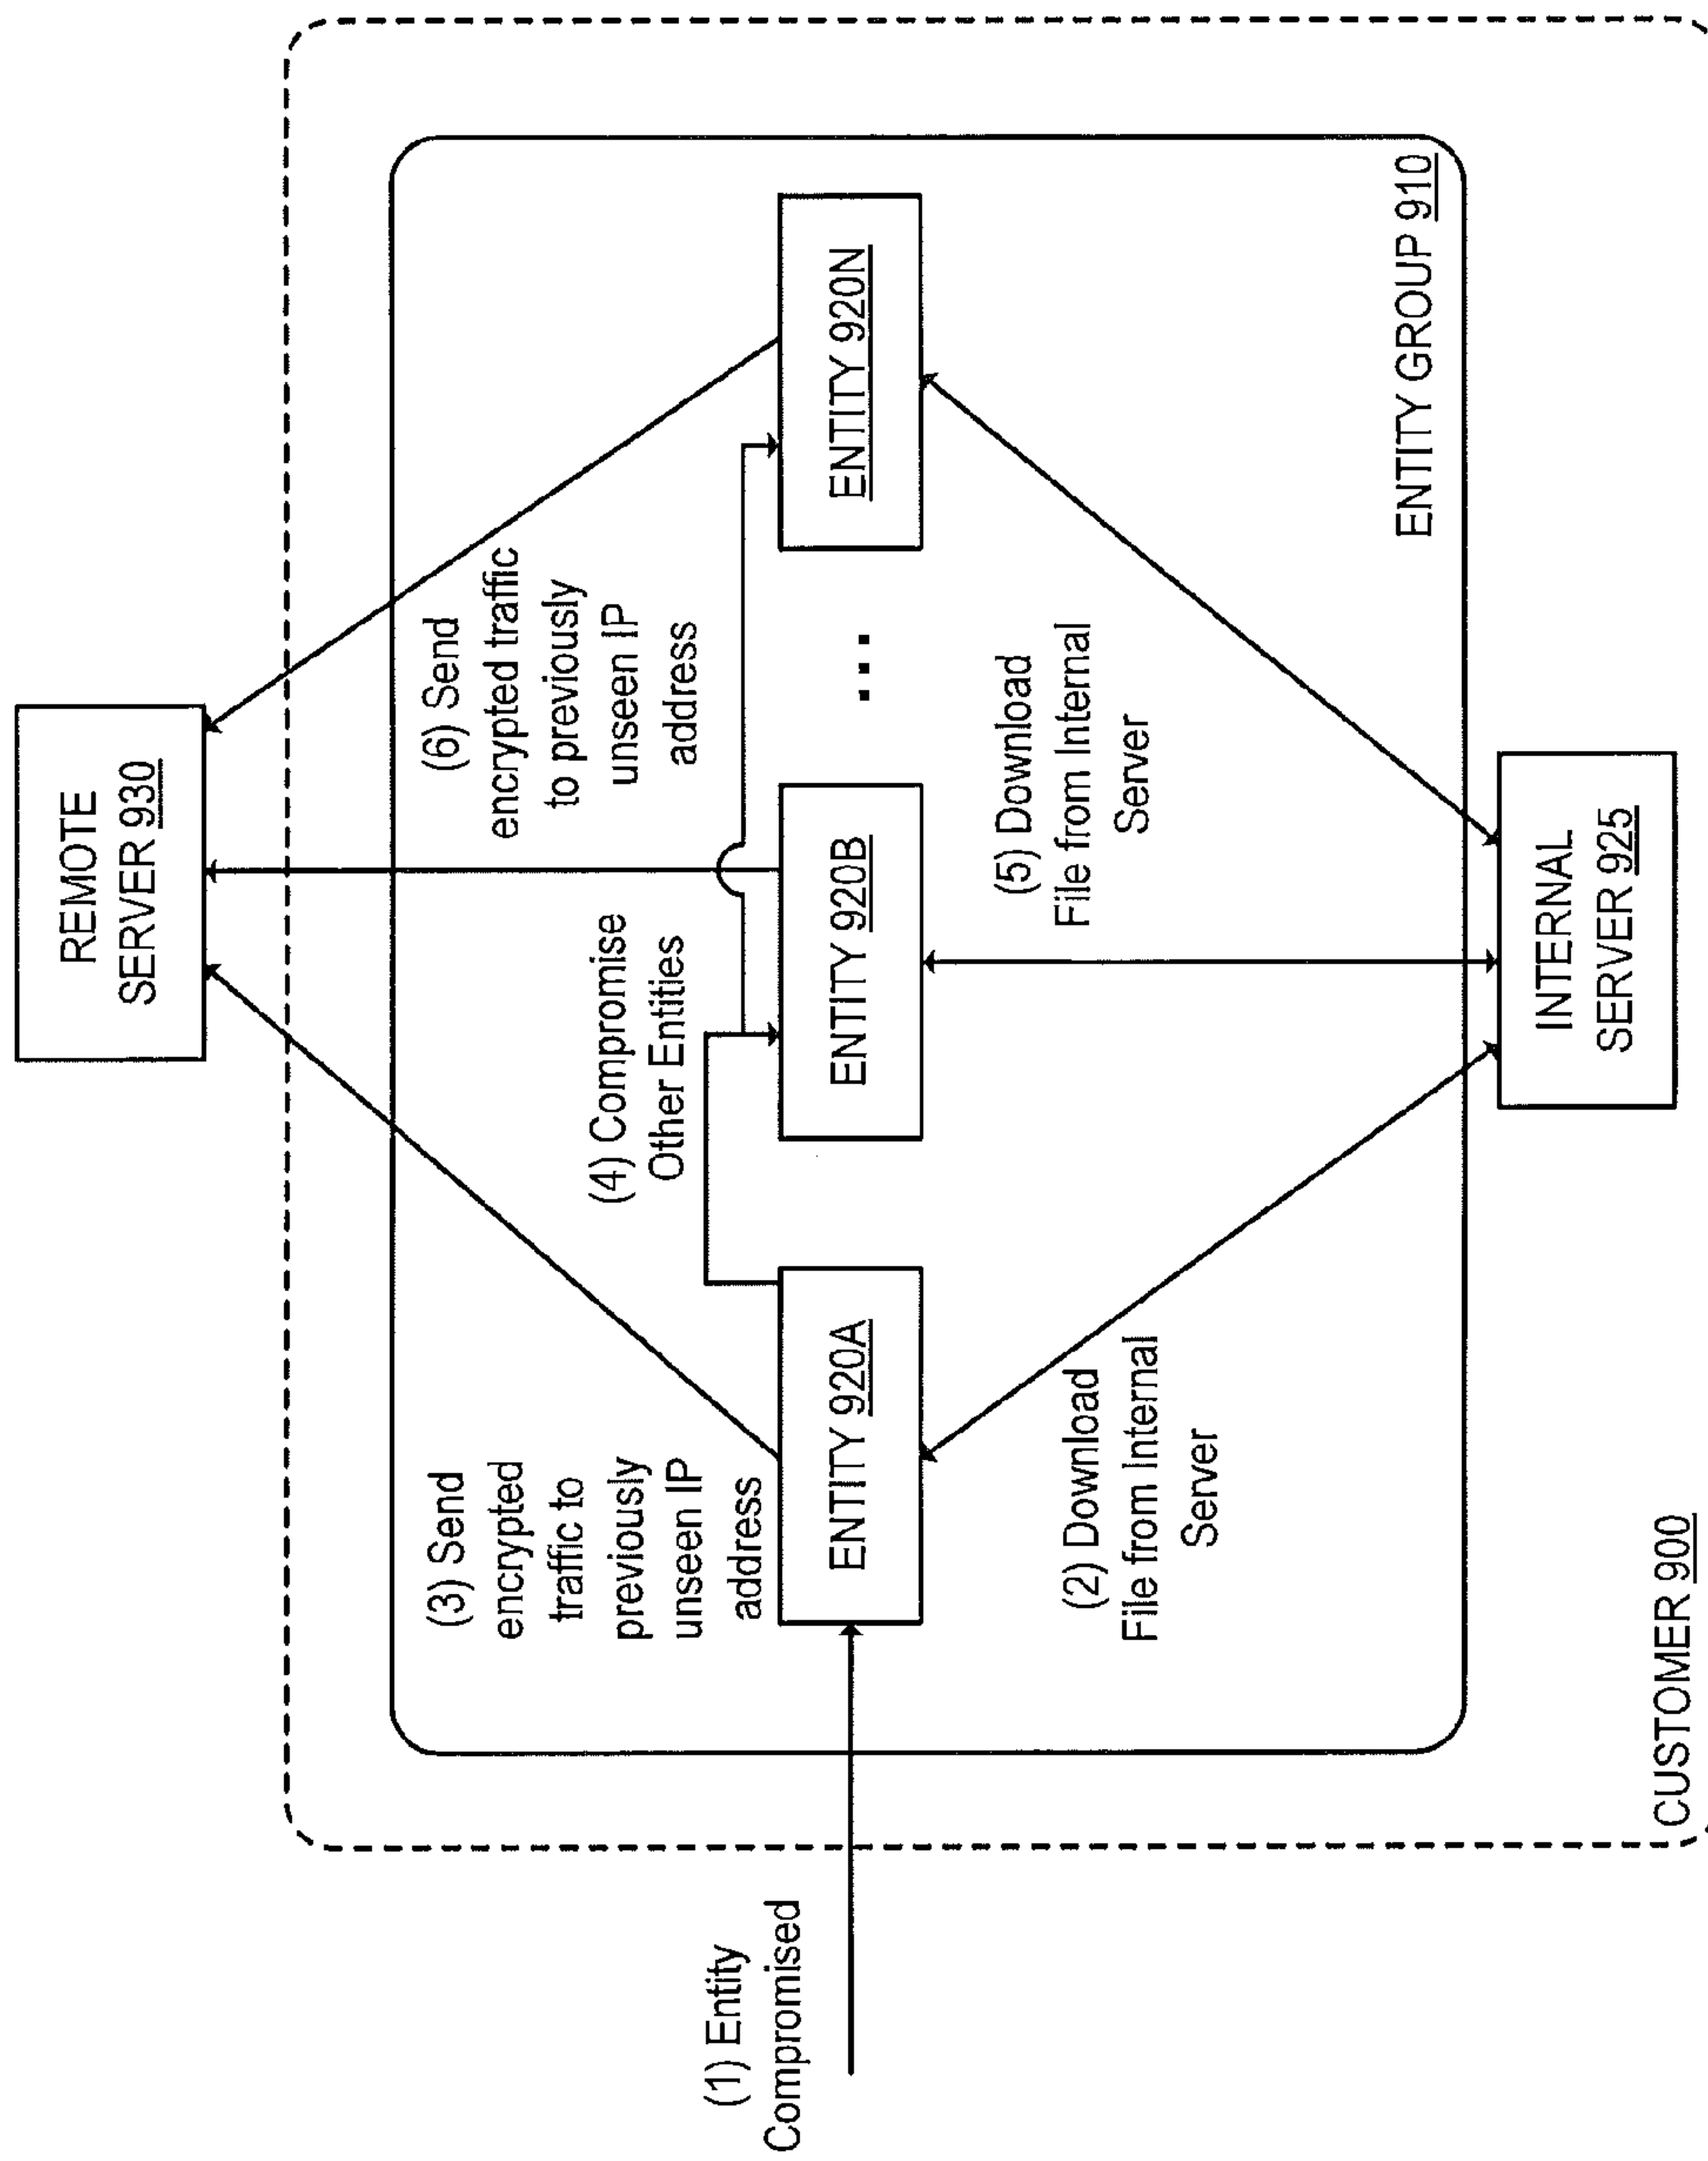 REMOTE
SERVER 930
(1) Entity
Compromised
(3) Send
encrypted
traffic to
previously
unseen IP
address
(4) Compromise
Other Entities
(6) Send
encrypted traffic
to previously
unseen IP
address
ENTITY 920A
ENTITY 920B
...
ENTITY 920N
(2) Download
File from Internal
Server
(5) Download
File from Internal
Server
ENTITY GROUP 910
INTERNAL
SERVER 925
CUSTOMER 900